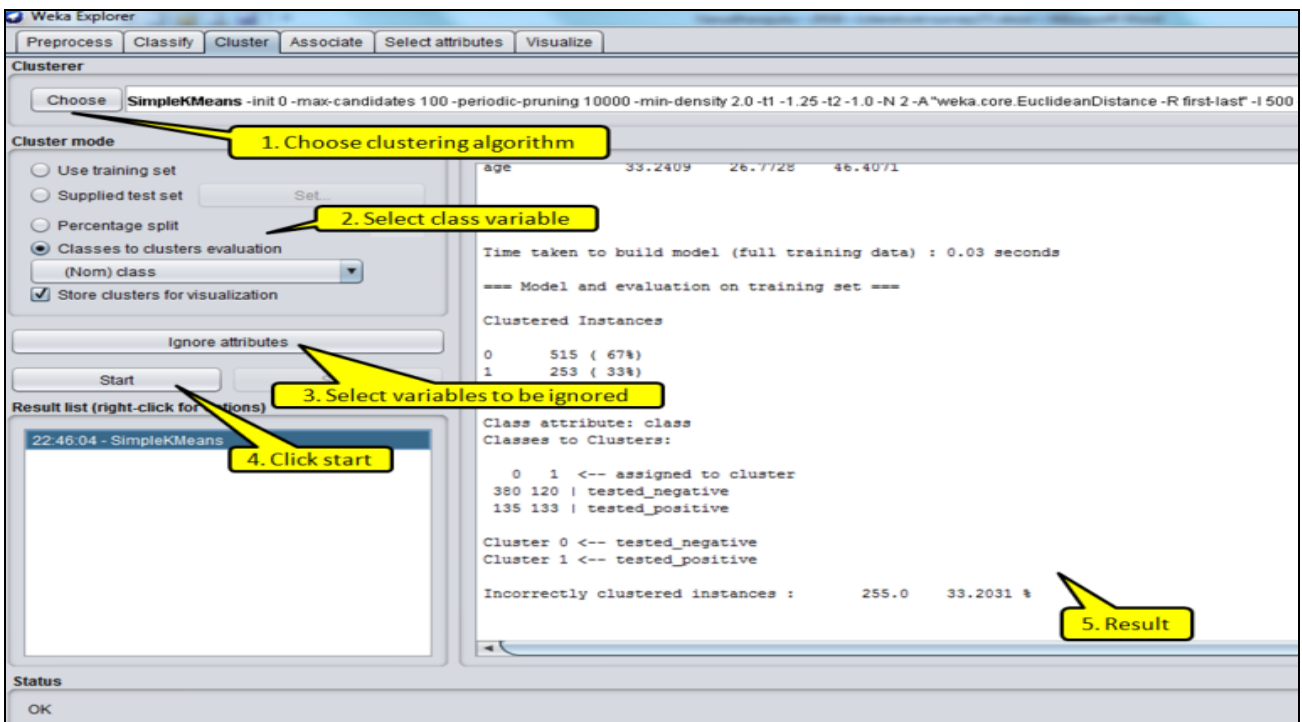 Weka Explorer
Preprocess Classify Cluster Associate Select attributes Visualize
Clusterer
Choose SimpleKMeans -init 0 -max-candidates 100 -periodic-pruning 10000 -min-density 2.0 -t1 -1.25 -t2 -1.0 -N 2 -A "weka.core.EuclideanDistance -R first-last" -I 500
1. Choose clustering algorithm
Cluster mode
Use training set
Supplied test set Set...
Percentage split
2. Select class variable
Classes to clusters evaluation
(Nom) class
Store clusters for visualization
Ignore attributes
Start
3. Select variables to be ignored
Result list (right-click for options)
22:46:04 - SimpleKMeans
4. Click start
age 33.2409 26.7728 46.4071
Time taken to build model (full training data) : 0.03 seconds
=== Model and evaluation on training set ===
Clustered Instances
0 515 ( 67%)
1 253 ( 33%)
Class attribute: class
Classes to Clusters:
0 1 <-- assigned to cluster
380 120 | tested_negative
135 133 | tested_positive
Cluster 0 <-- tested_negative
Cluster 1 <-- tested_positive
Incorrectly clustered instances : 255.0 33.2031 %
5. Result
Status
OK